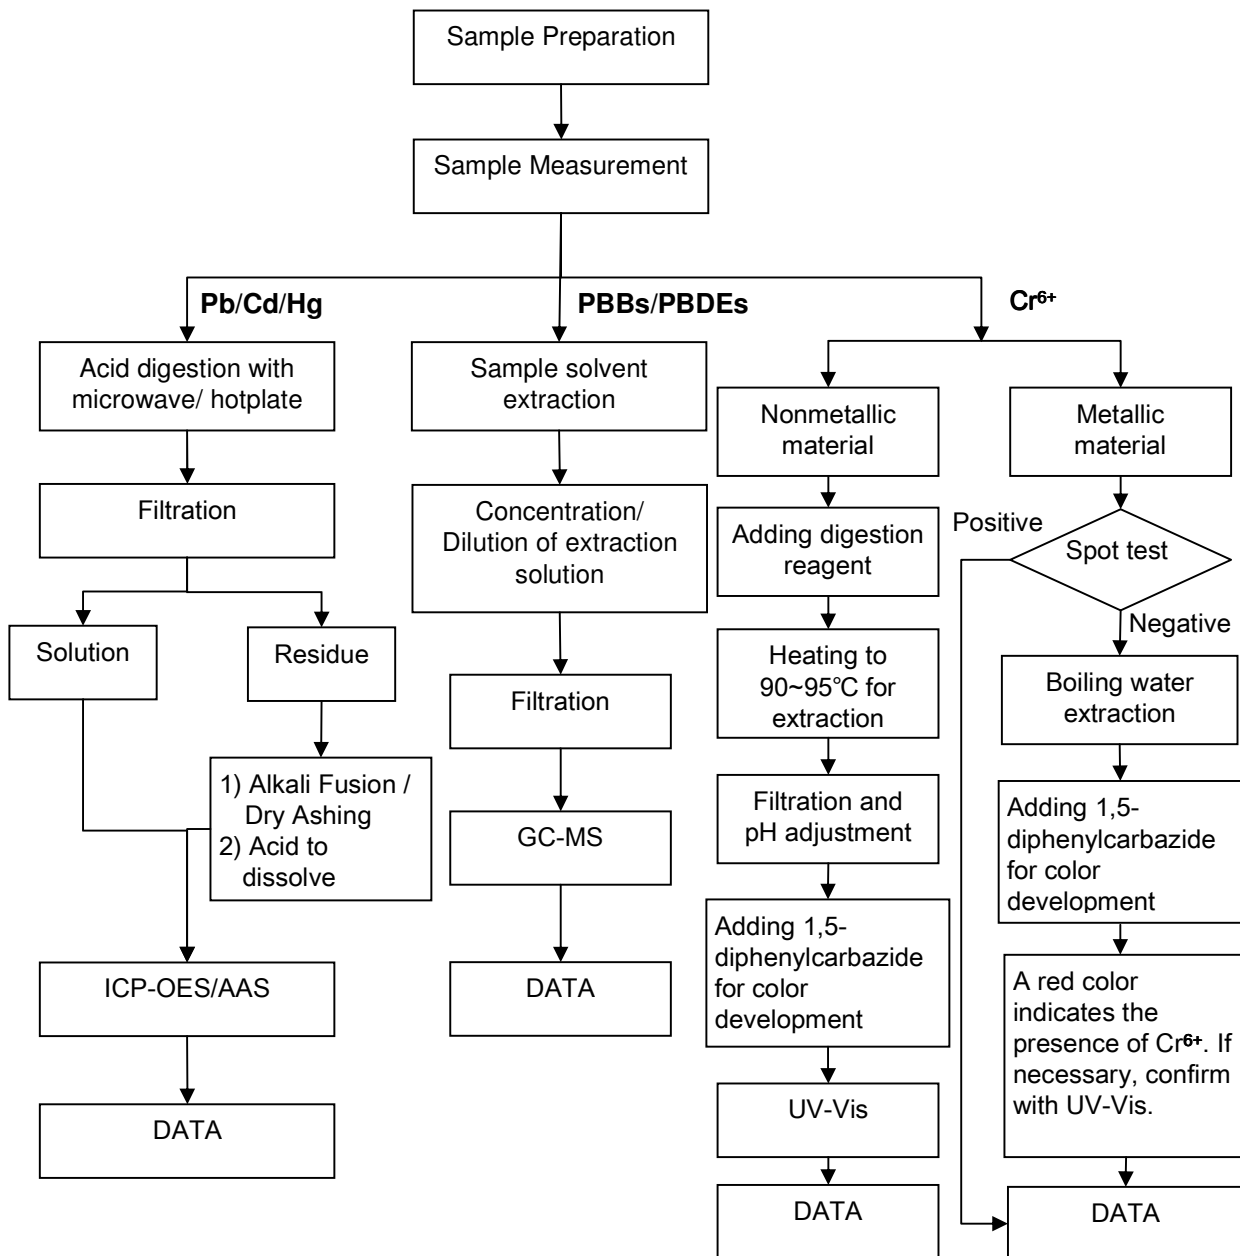 Sample Preparation
Sample Measurement
Pb/Cd/Hg
PBBs/PBDEs
Cr⁶⁺
Acid digestion with
microwave/ hotplate
Filtration
Solution
Residue
1) Alkali Fusion /
Dry Ashing
2) Acid to
dissolve
ICP-OES/AAS
DATA
Sample solvent
extraction
Concentration/
Dilution of extraction
solution
Filtration
GC-MS
DATA
Nonmetallic
material
Adding digestion
reagent
Heating to
90~95℃ for
extraction
Filtration and
pH adjustment
Adding 1,5-
diphenylcarbazide
for color
development
UV-Vis
DATA
Metallic
material
Positive
Spot test
Negative
Boiling water
extraction
Adding 1,5-
diphenylcarbazide
for color
development
A red color
indicates the
presence of Cr⁶⁺. If
necessary, confirm
with UV-Vis.
DATA